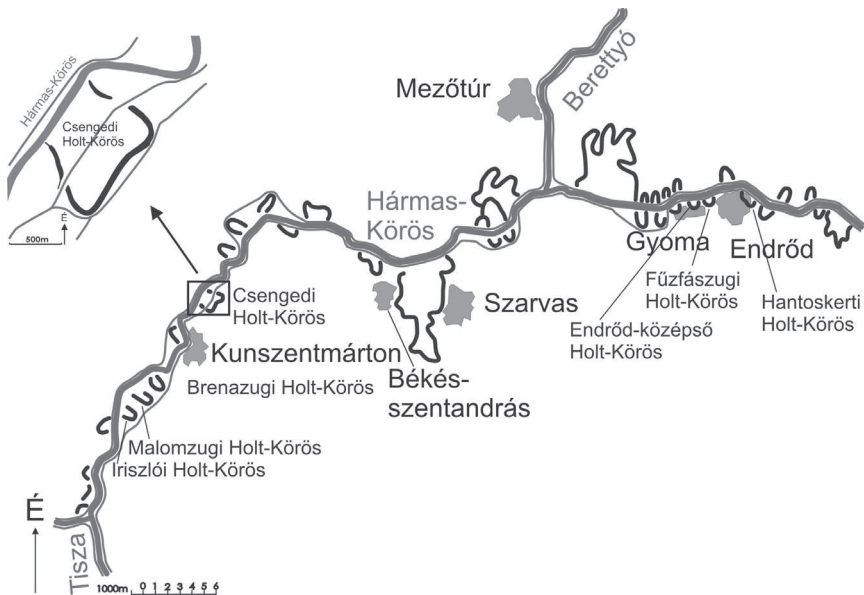 Hármas-Körös
Csengedi
Holt-Körös
É
500m
Mezőtúr
Berettyó
Hármas-
Körös
Gyoma
Endrőd
Fűzfászugi
Holt-Körös
Hantoskerti
Holt-Körös
Endrőd-középső
Holt-Körös
Csengedi
Holt-Körös
Szarvas
Kunszentmárton
Brenazugi Holt-Körös
Békés-
szentandrás
Malomzugi Holt-Körös
Iriszlói Holt-Körös
É
Tisza
1000m 0 1 2 3 4 5 6